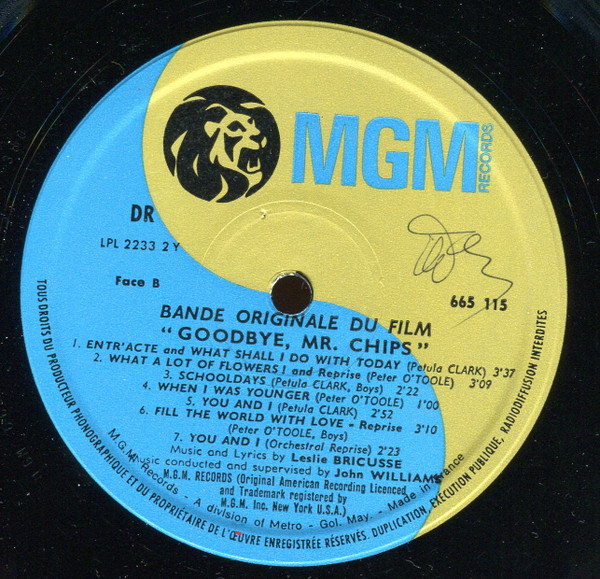 MGM
RECORDS
DR
LPL 2233 2 Y
Face B
665 115
BANDE ORIGINALE DU FILM
"GOODBYE, MR. CHIPS"
1. ENTR'ACTE and WHAT SHALL I DO WITH TODAY (Petula CLARK) 3'37
2. WHAT A LOT OF FLOWERS! and Reprise (Peter O'TOOLE) 3'09
3. SCHOOLDAYS (Petula CLARK, Boys) 2'22
4. WHEN I WAS YOUNGER (Peter O'TOOLE) 1'00
5. YOU AND I (Petula CLARK) 2'52
6. FILL THE WORLD WITH LOVE - Reprise 3'10
(Peter O'TOOLE, Boys)
7. YOU AND I (Orchestral Reprise) 2'23
Music and Lyrics by Leslie BRICUSSE
Music conducted and supervised by John WILLIAMS
M.G.M. RECORDS (Original American Recording Licenced
and Trademark registered by
M.G.M. Inc. New York U.S.A.)
M.G.M. Records - A division of Metro - Gol. May. - Made in France
TOUS DROITS DU PRODUCTEUR PHONOGRAPHIQUE ET DU PROPRIÉTAIRE DE L'ŒUVRE ENREGISTRÉE RÉSERVÉS. DUPLICATION, EXÉCUTION PUBLIQUE, RADIODIFFUSION INTERDITES